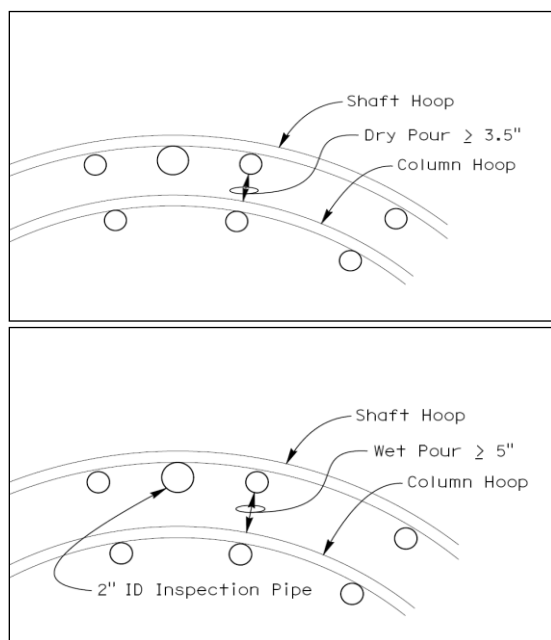 Shaft Hoop
Dry Pour ≥ 3.5"
Column Hoop
Shaft Hoop
Wet Pour ≥ 5"
Column Hoop
2" ID Inspection Pipe